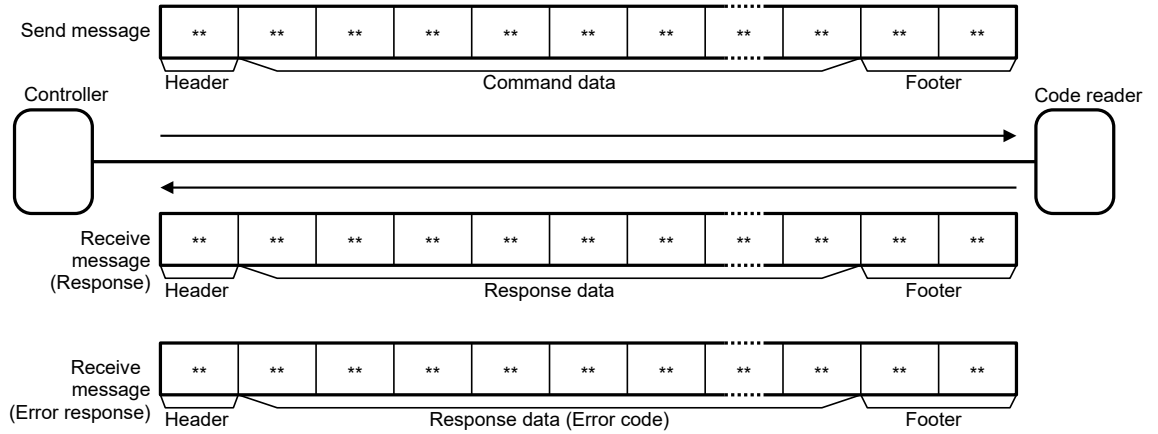 Send message ** ** ** ** ** ** ** ** ** ** **
Header Command data Footer
Controller
Code reader
** ** ** ** ** ** ** ** ** ** **
Receive
message
(Response)
Header Response data Footer
** ** ** ** ** ** ** ** ** ** **
Receive
message
(Error response)
Header Response data (Error code) Footer